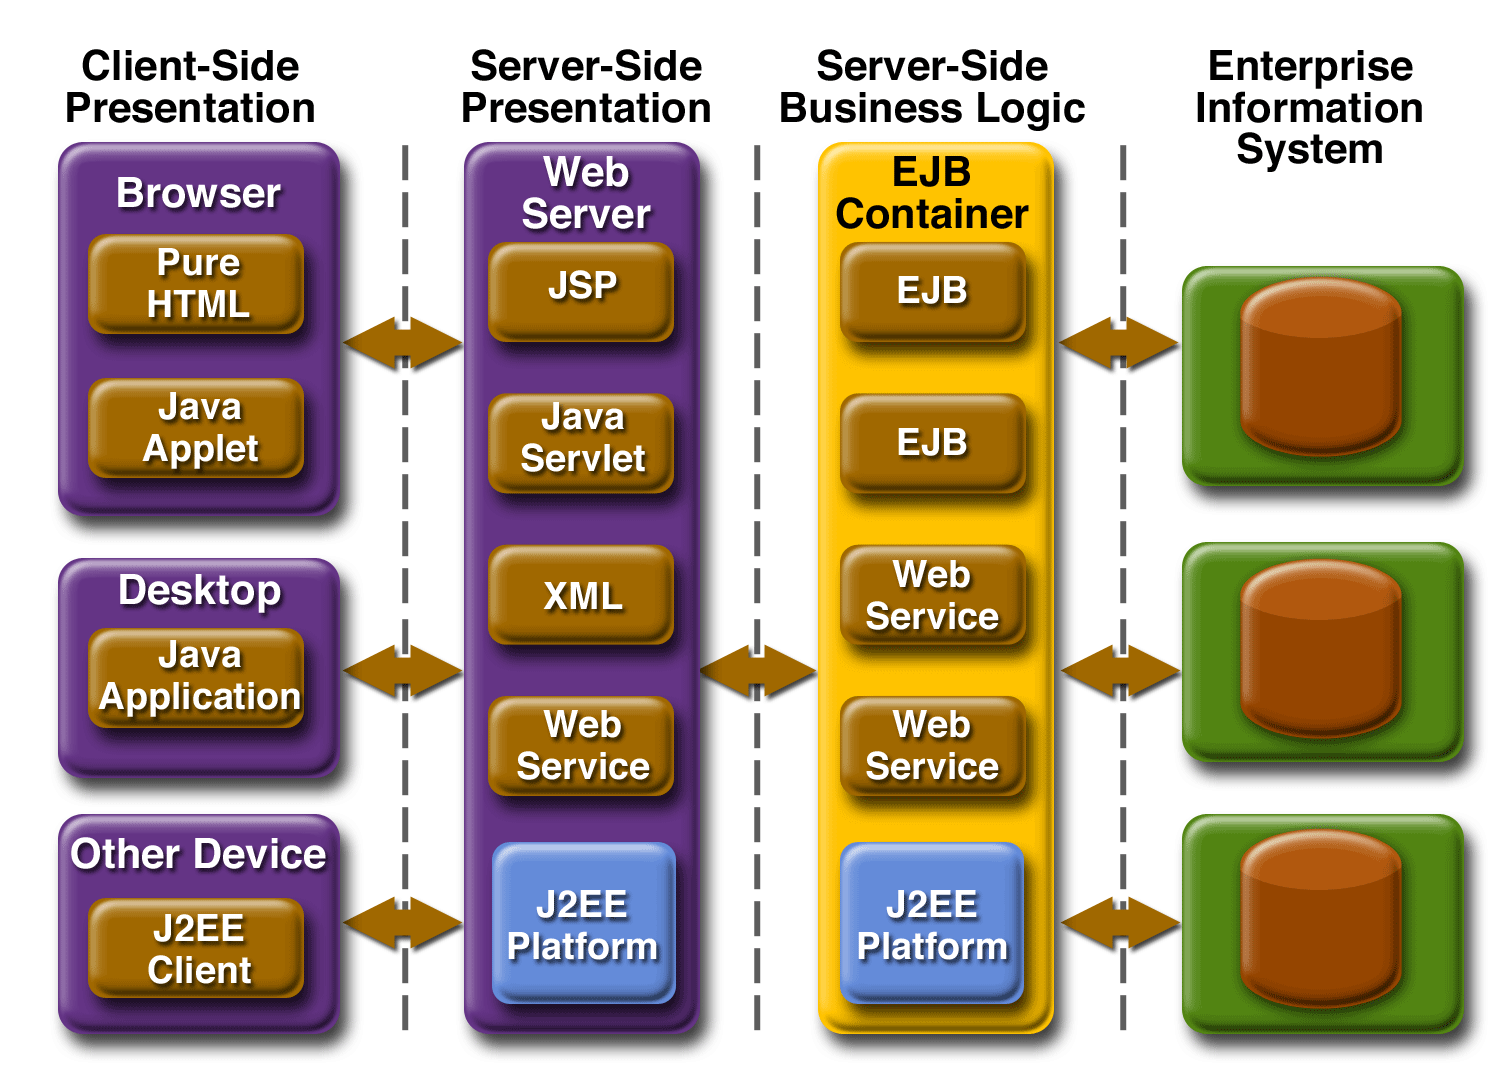 Client-Side
Presentation
Server-Side
Presentation
Server-Side
Business Logic
Enterprise
Information
System
Browser
Pure
HTML
Java
Applet
Desktop
Java
Application
Other Device
J2EE
Client
Web
Server
JSP
Java
Servlet
XML
Web
Service
J2EE
Platform
EJB
Container
EJB
EJB
Web
Service
Web
Service
J2EE
Platform